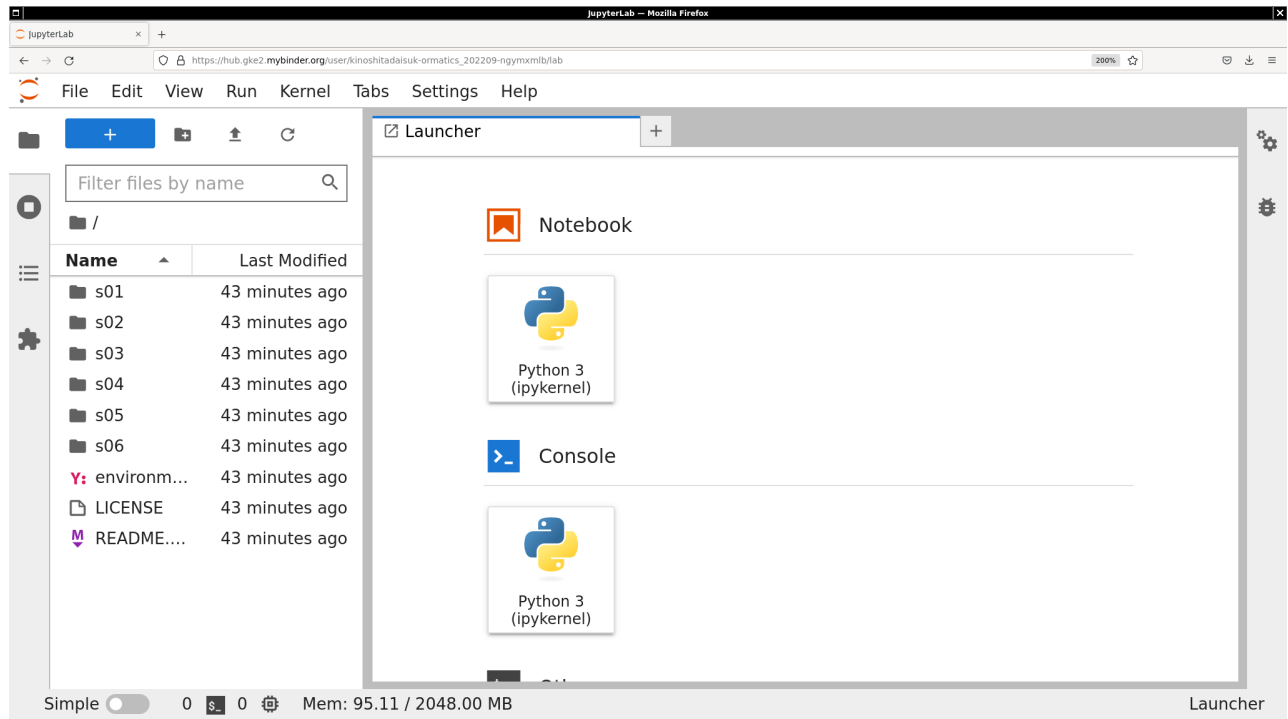 JupyterLab — Mozilla Firefox
JupyterLab × +
https://hub.gke2.mybinder.org/user/kinoshitadaisuk-ormatics_202209-ngymxmlb/lab 200%
File Edit View Run Kernel Tabs Settings Help
+ Launcher +
Filter files by name
/
Name Last Modified
s01 43 minutes ago
s02 43 minutes ago
s03 43 minutes ago
s04 43 minutes ago
s05 43 minutes ago
s06 43 minutes ago
Y: environm... 43 minutes ago
LICENSE 43 minutes ago
M README.... 43 minutes ago
Notebook
Python 3
(ipykernel)
Console
Python 3
(ipykernel)
Simple 0 $_ 0 Mem: 95.11 / 2048.00 MB Launcher